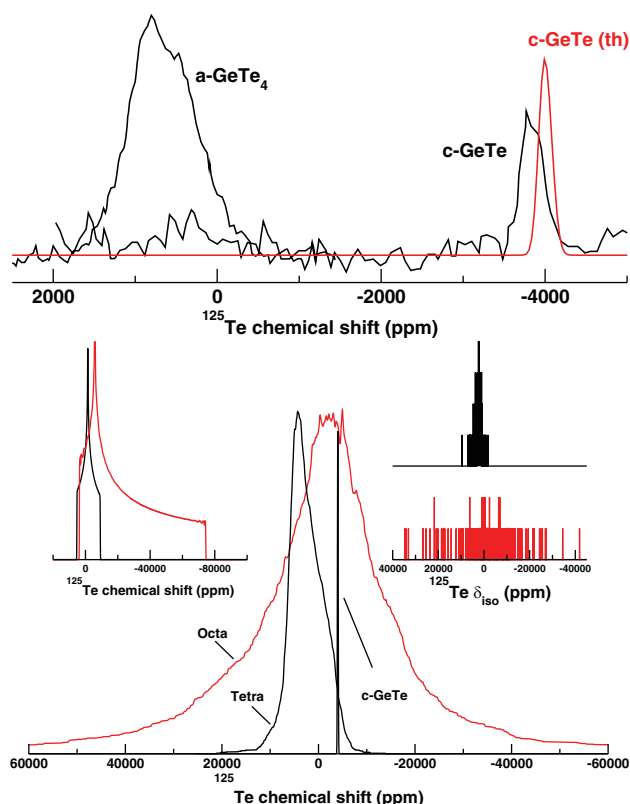 c-GeTe (th)
a-GeTe₄
c-GeTe
2000 0 -2000 -4000
¹²⁵Te chemical shift (ppm)
0 -40000 -80000
¹²⁵Te chemical shift (ppm)
40000 20000 0 -20000 -40000
¹²⁵Te δiso (ppm)
Octa
Tetra
c-GeTe
60000 40000 20000 0 -20000 -40000 -60000
¹²⁵Te chemical shift (ppm)